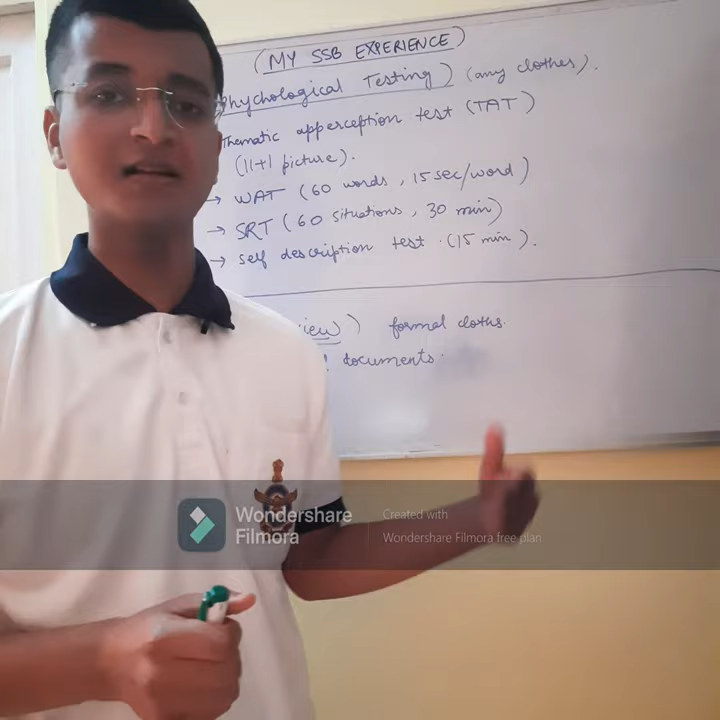 (MY SSB EXPERIENCE)
Phychological Testing) (any clothes).
Thematic apperception test (TAT)
(11+1 picture).
→ WAT (60 words, 15 sec/word)
→ SRT (60 situations, 30 min)
→ self description test. (15 min).
iew) formal cloths.
documents.
Wondershare
Filmora
Created with
Wondershare Filmora free plan